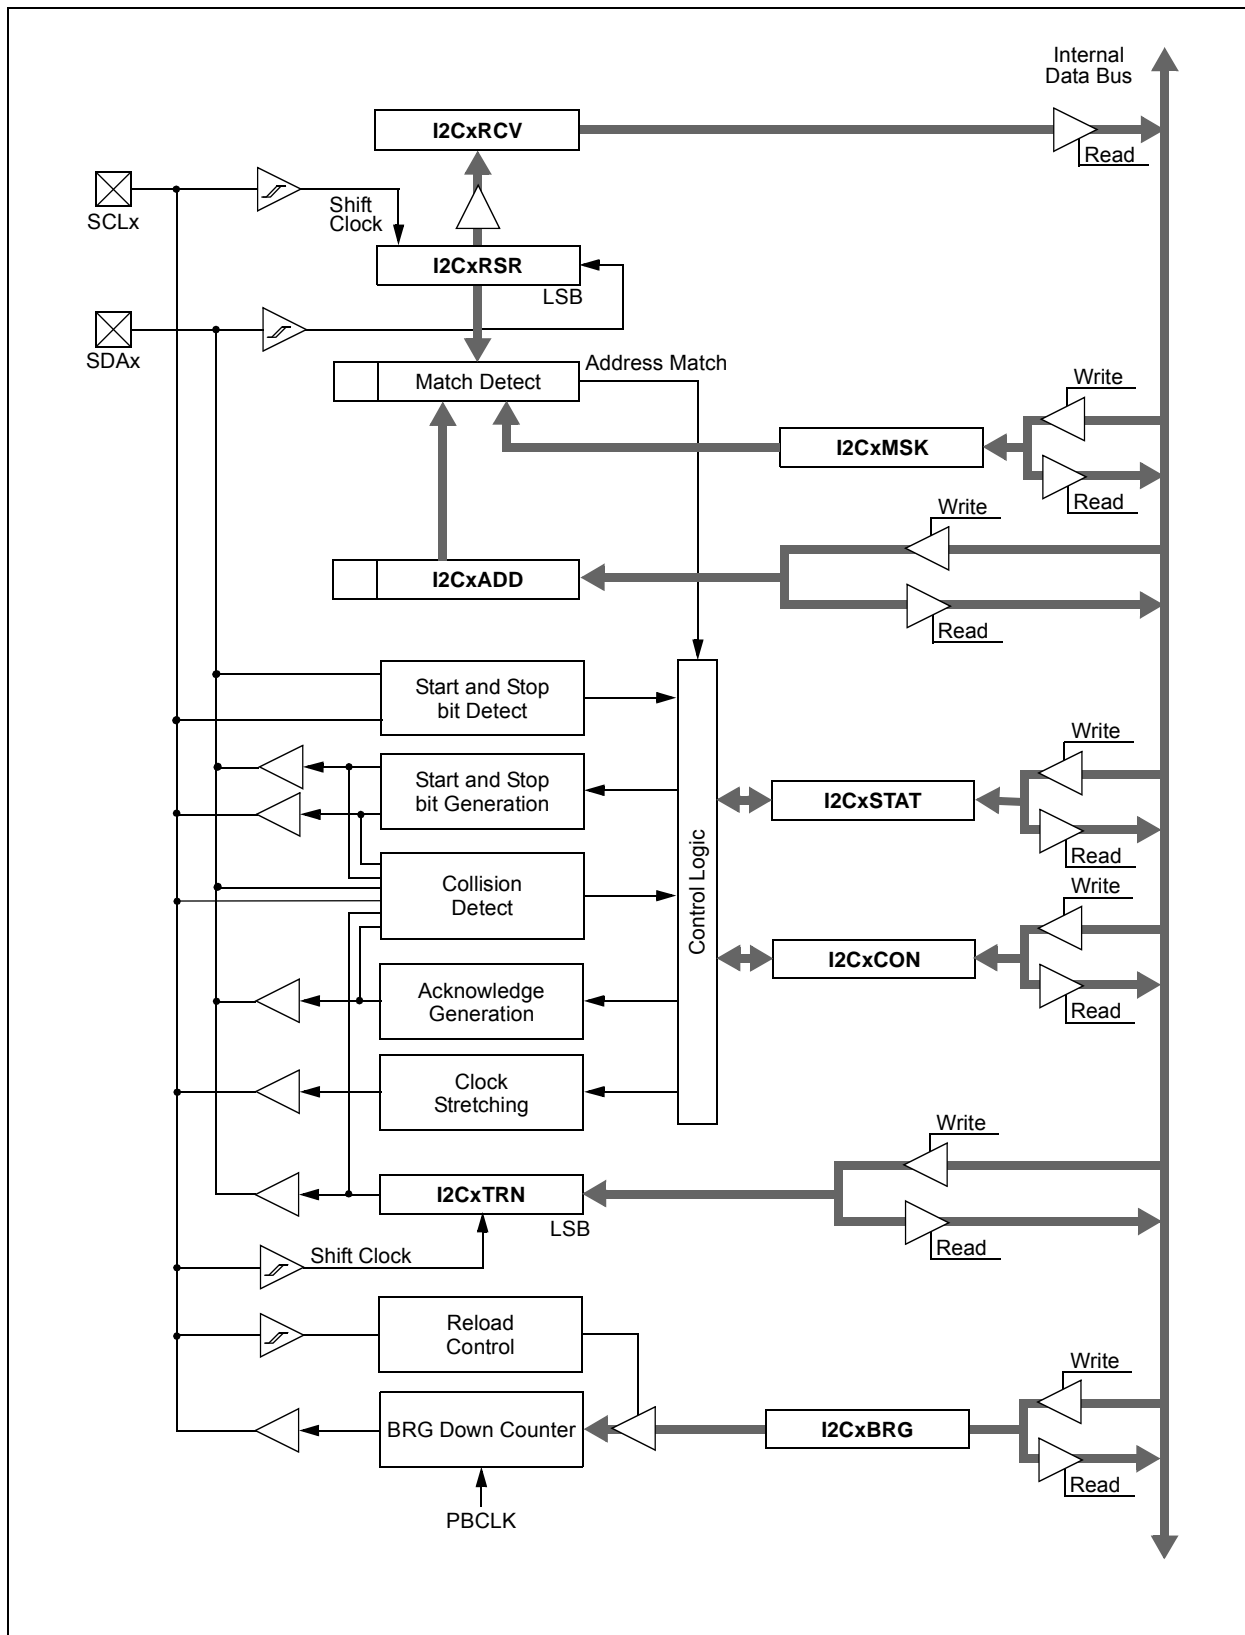 Internal
Data Bus
I2CxRCV
Read
SCLx
Shift
Clock
I2CxRSR
LSB
SDAx
Address Match
Match Detect
Write
I2CxMSK
Read
Write
I2CxADD
Read
Start and Stop
bit Detect
Write
Start and Stop
bit Generation
I2CxSTAT
Read
Control Logic
Collision
Detect
Write
I2CxCON
Read
Acknowledge
Generation
Clock
Stretching
Write
I2CxTRN
LSB
Read
Shift Clock
Reload
Control
Write
BRG Down Counter
I2CxBRG
Read
PBCLK